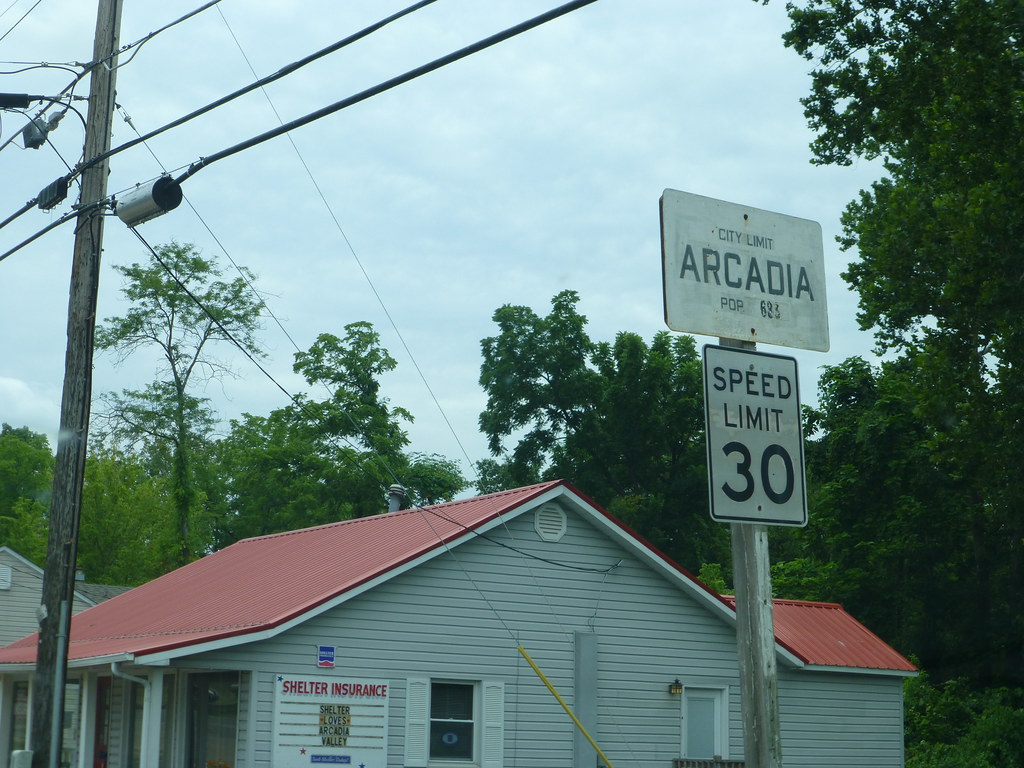 CITY LIMIT
ARCADIA
POP 683
SPEED
LIMIT
30
SHELTER INSURANCE
SHELTER
LOVES
ARCADIA
VALLEY